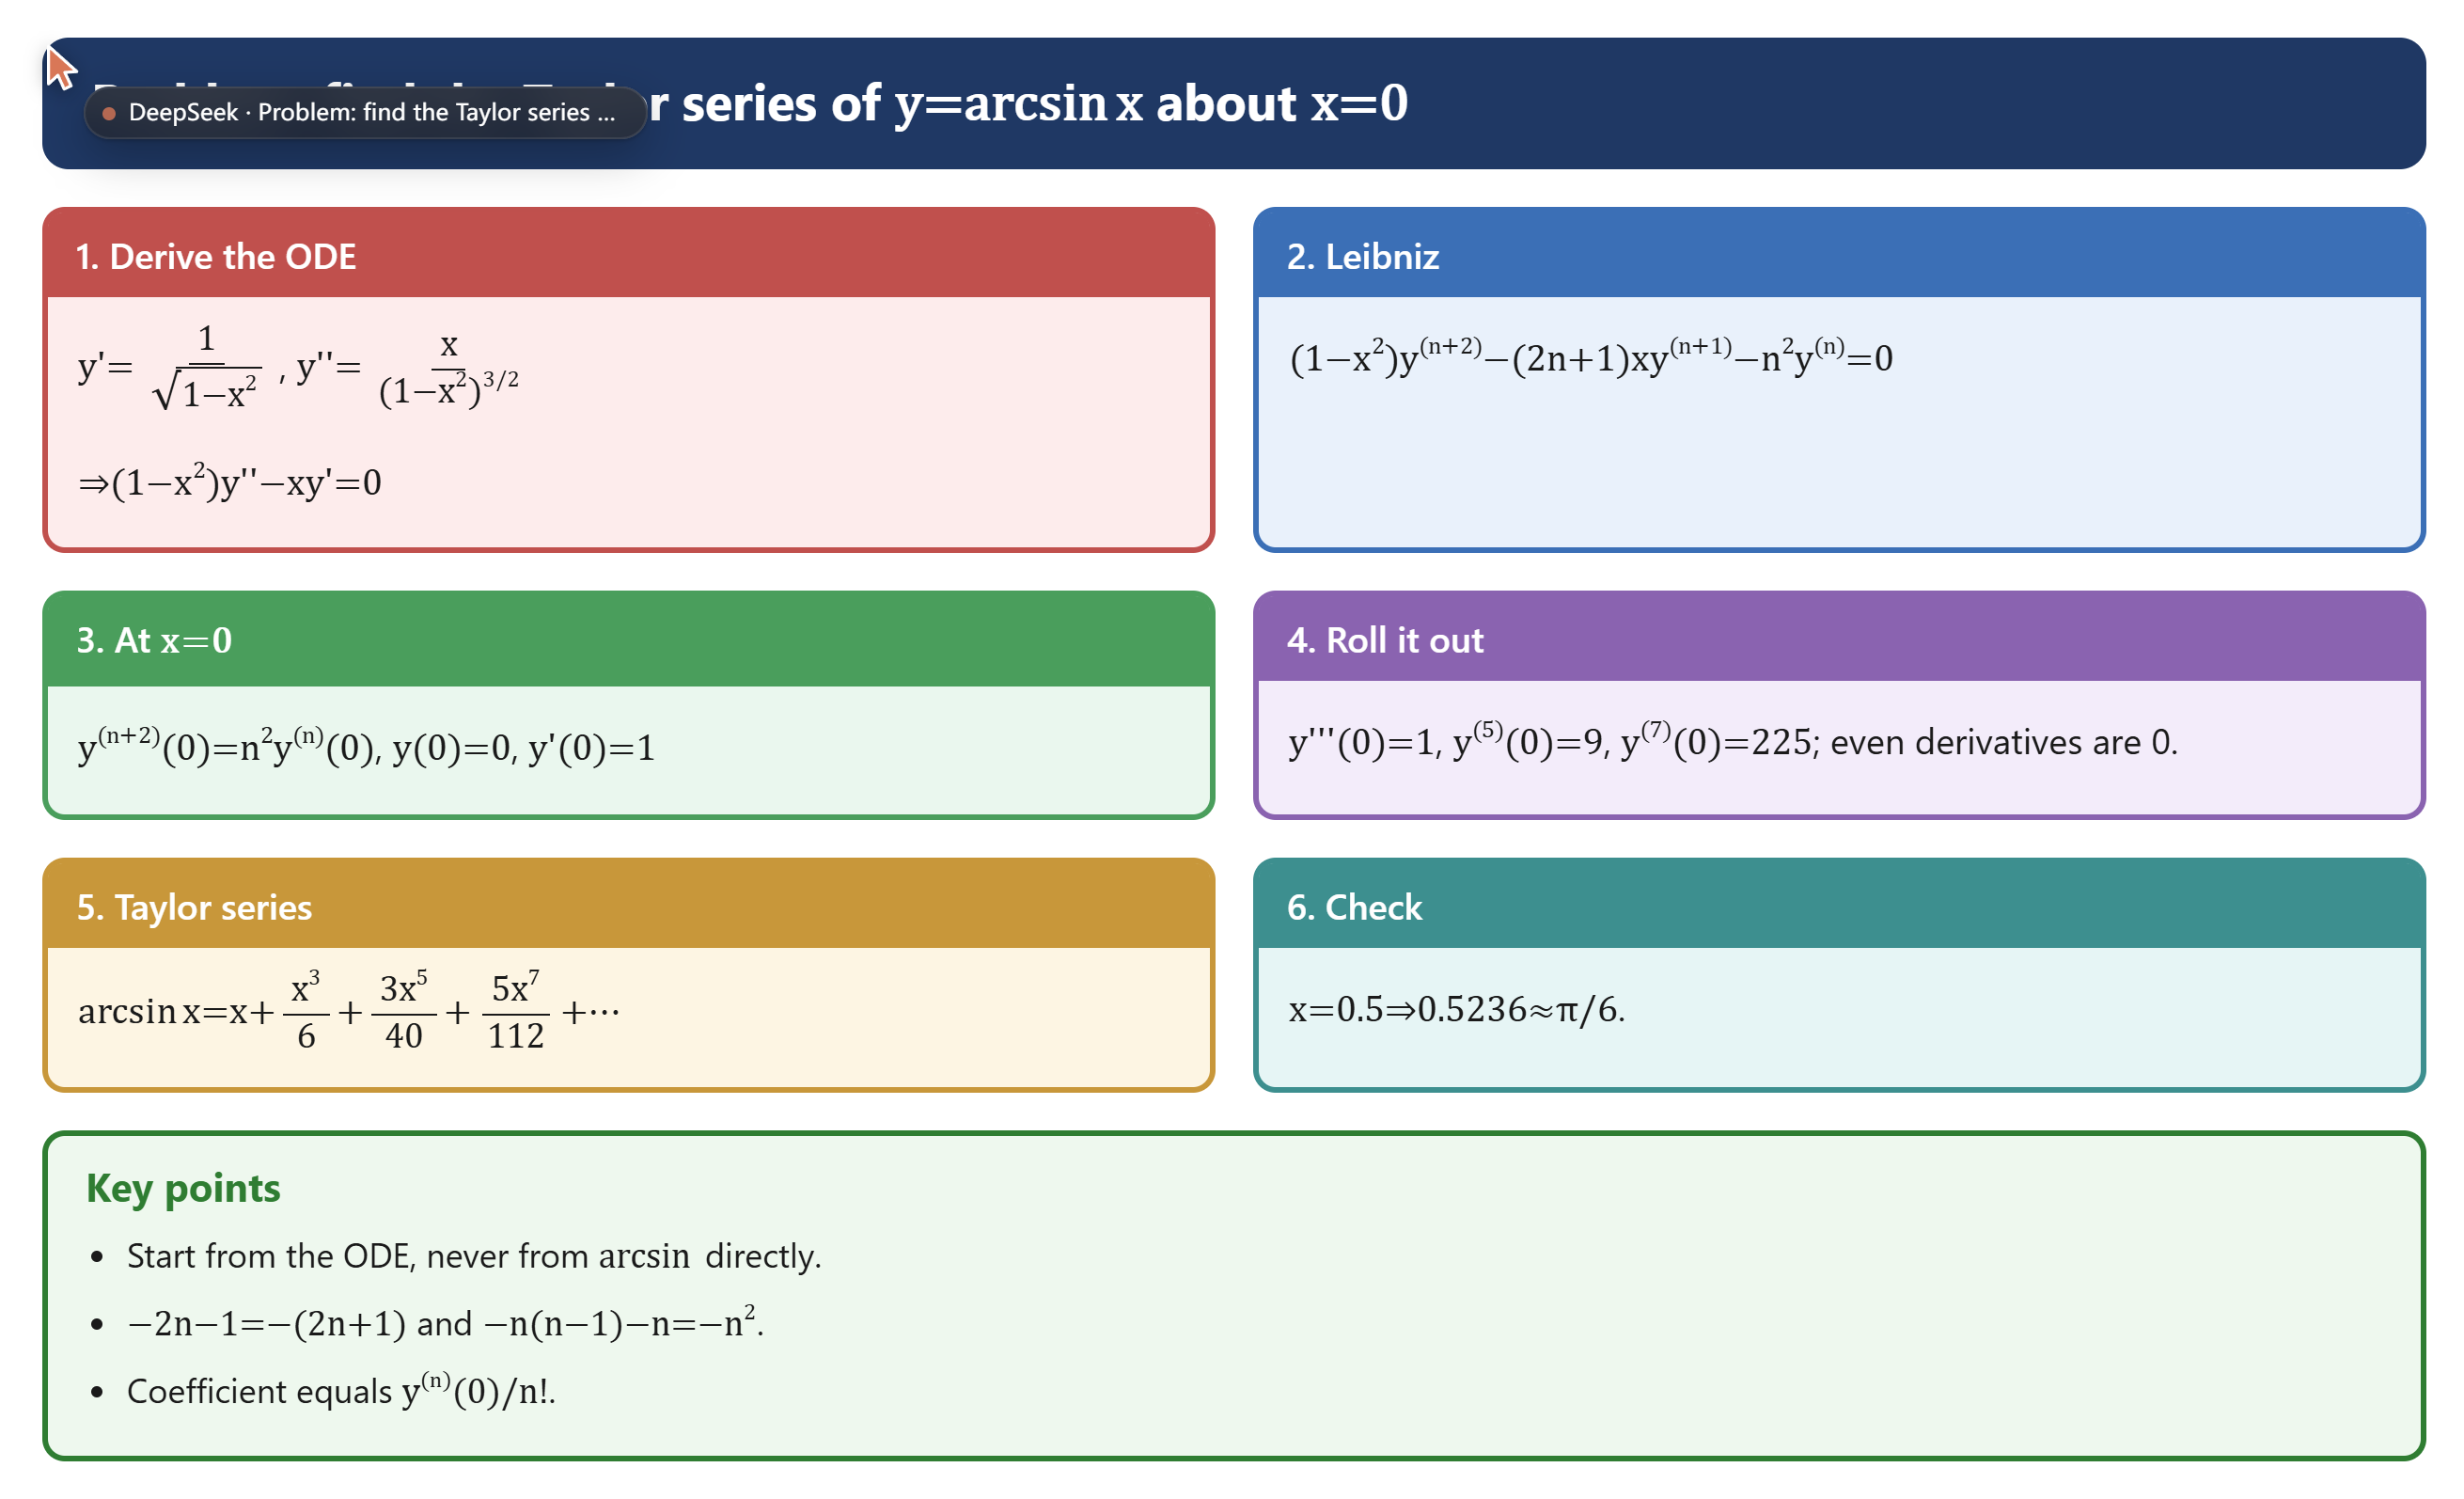 DeepSeek · Problem: find the Taylor series ...
r series of y=arcsin x about x=0
1. Derive the ODE
y'= 1/√(1−x²) , y''= x/(1−x²)^(3/2)
⇒(1−x²)y''−xy'=0
2. Leibniz
(1−x²)y^(n+2)−(2n+1)xy^(n+1)−n²y^(n)=0
3. At x=0
y^(n+2)(0)=n²y^(n)(0), y(0)=0, y'(0)=1
4. Roll it out
y'''(0)=1, y^(5)(0)=9, y^(7)(0)=225; even derivatives are 0.
5. Taylor series
arcsin x=x+ x³/6 + 3x⁵/40 + 5x⁷/112 +⋯
6. Check
x=0.5⇒0.5236≈π/6.
Key points
• Start from the ODE, never from arcsin directly.
• −2n−1=−(2n+1) and −n(n−1)−n=−n².
• Coefficient equals y^(n)(0)/n!.